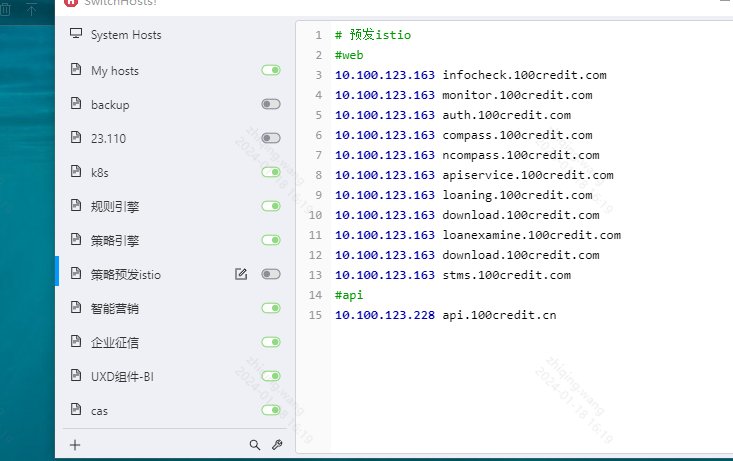 SwitchHosts!
System Hosts
My hosts
backup
23.110
k8s
规则引擎
策略引擎
策略预发istio
智能营销
企业征信
UXD组件-BI
cas
1 # 预发istio
2 #web
3 10.100.123.163 infocheck.100credit.com
4 10.100.123.163 monitor.100credit.com
5 10.100.123.163 auth.100credit.com
6 10.100.123.163 compass.100credit.com
7 10.100.123.163 ncompass.100credit.com
8 10.100.123.163 apiservice.100credit.com
9 10.100.123.163 loaning.100credit.com
10 10.100.123.163 download.100credit.com
11 10.100.123.163 loanexamine.100credit.com
12 10.100.123.163 download.100credit.com
13 10.100.123.163 stms.100credit.com
14 #api
15 10.100.123.228 api.100credit.cn
zhiqing.wang
2024-01-18 16:19
zhiqing.wang
2024-01-18 16:19
zhiqing.wang
2024-01-18 16:19
zhiqing.wang
2024-01-18 16:19